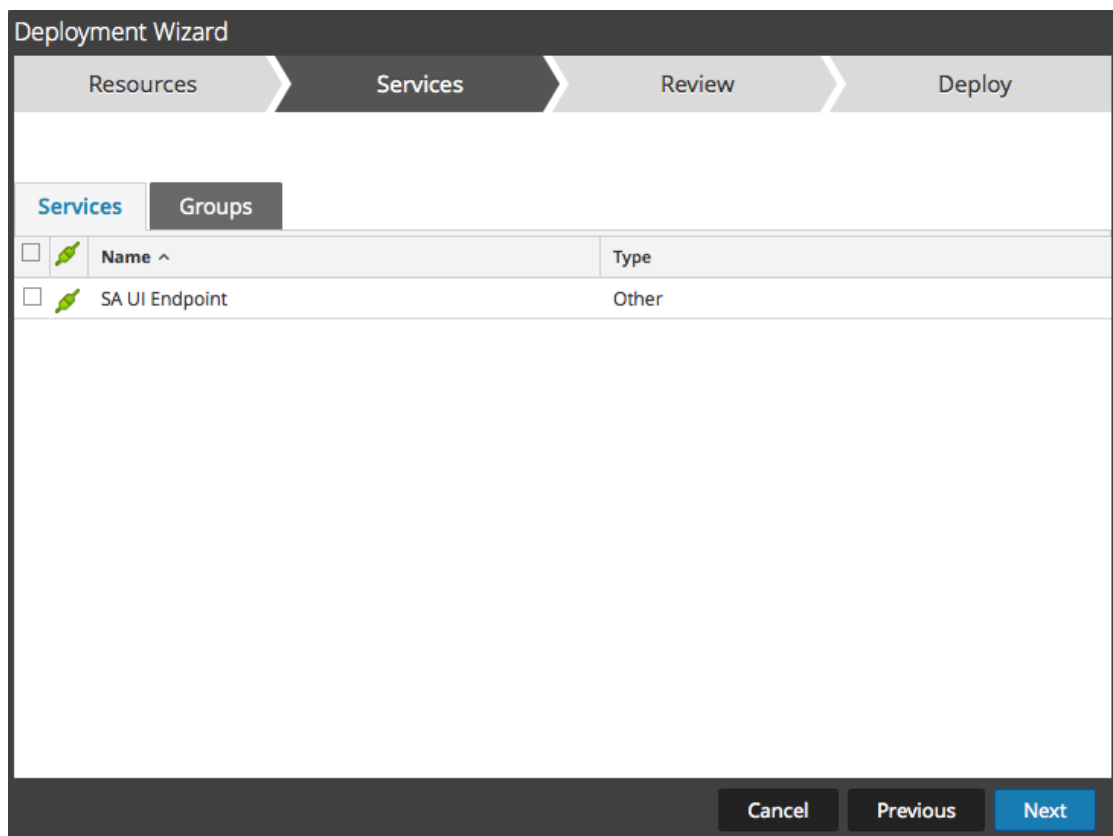 Deployment Wizard
Resources Services Review Deploy
Services Groups
Name Type
SA UI Endpoint Other
Cancel Previous Next